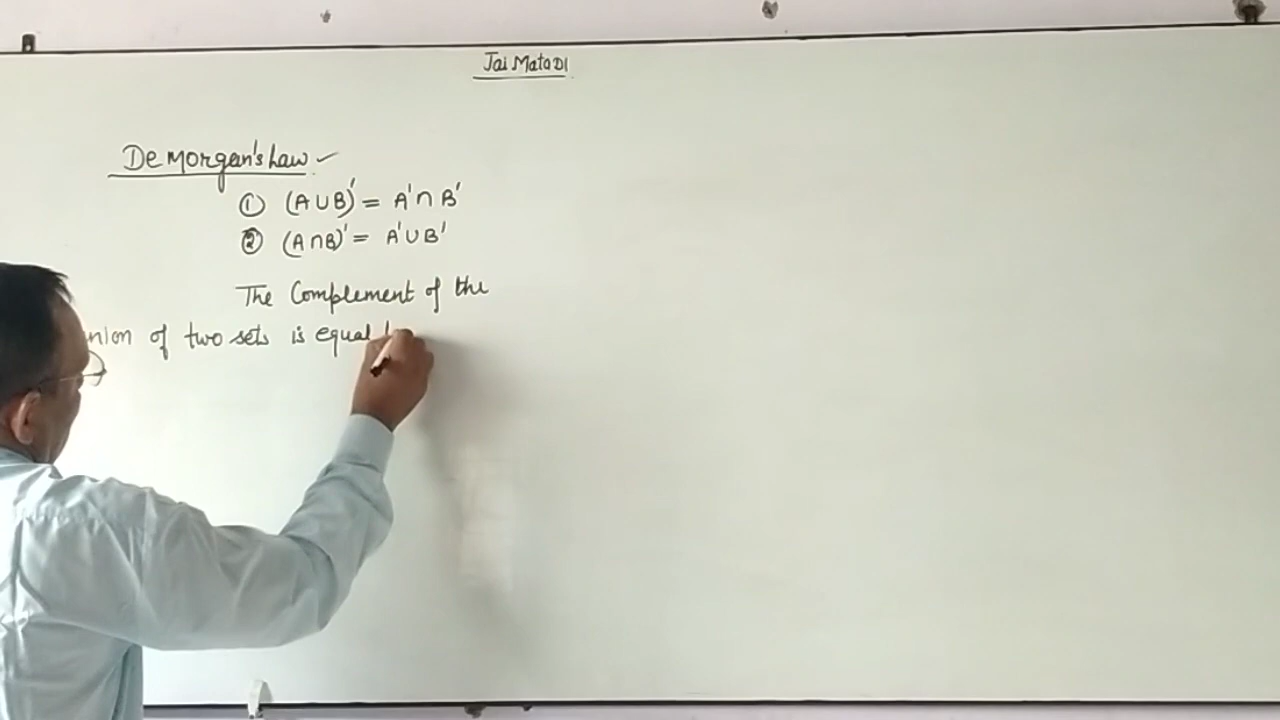 Jai Mata DI
De Morgan's Law
① (A∪B)' = A'∩B'
② (A∩B)' = A'∪B'
The Complement of the
of two sets is equal